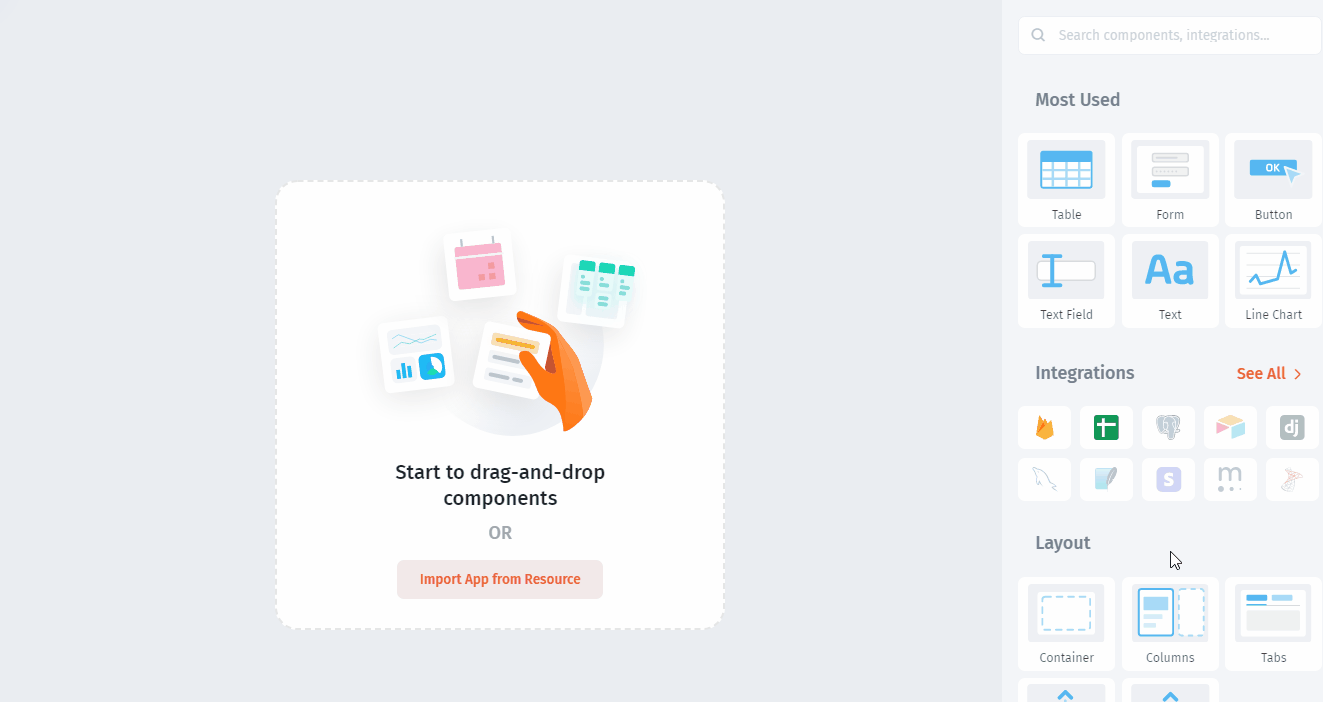 Search components, integrations...
Most Used
OK
Table
Form
Button
Aa
Text Field
Text
Line Chart
Integrations
See All
dj
S
m
Layout
Container
Columns
Tabs
Start to drag-and-drop
components
OR
Import App from Resource